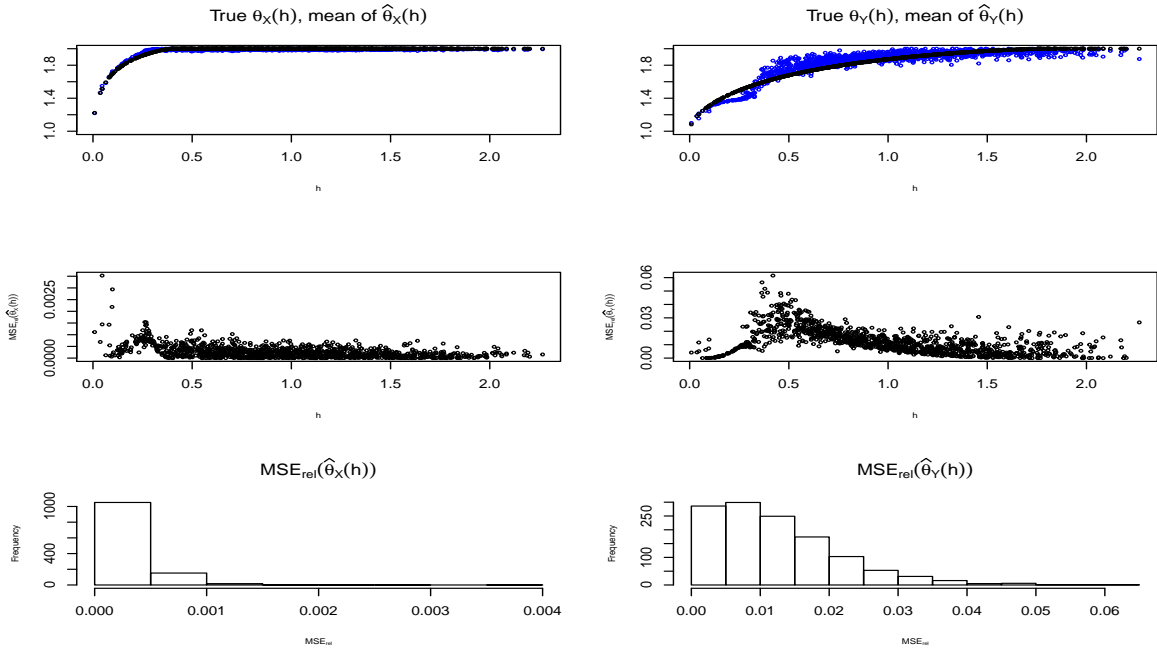 True θX(h), mean of θ̂X(h)
1.0 1.4 1.8
0.0 0.5 1.0 1.5 2.0
h
True θY(h), mean of θ̂Y(h)
1.0 1.4 1.8
0.0 0.5 1.0 1.5 2.0
h
MSErel(θ̂X(h))
0.0000 0.0025
0.0 0.5 1.0 1.5 2.0
h
MSErel(θ̂Y(h))
0.00 0.03 0.06
0.0 0.5 1.0 1.5 2.0
h
MSErel(θ̂X(h))
Frequency
0 400 1000
0.000 0.001 0.002 0.003 0.004
MSErel
MSErel(θ̂Y(h))
Frequency
0 100 250
0.00 0.01 0.02 0.03 0.04 0.05 0.06
MSErel